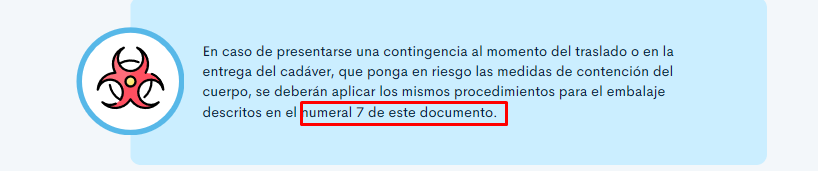 En caso de presentarse una contingencia al momento del traslado o en la
entrega del cadáver, que ponga en riesgo las medidas de contención del
cuerpo, se deberán aplicar los mismos procedimientos para el embalaje
descritos en el numeral 7 de este documento.